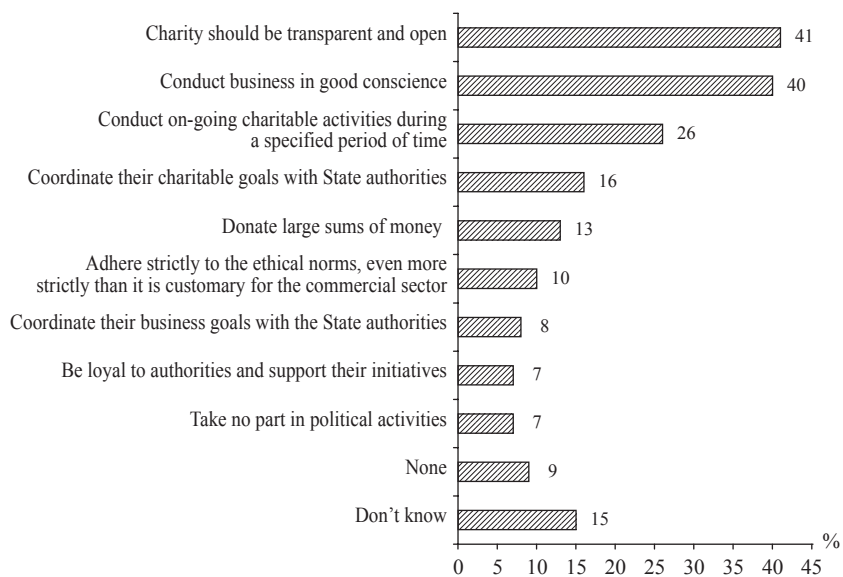 Charity should be transparent and open 41
Conduct business in good conscience 40
Conduct on-going charitable activities during
a specified period of time 26
Coordinate their charitable goals with State authorities 16
Donate large sums of money 13
Adhere strictly to the ethical norms, even more
strictly than it is customary for the commercial sector 10
Coordinate their business goals with the State authorities 8
Be loyal to authorities and support their initiatives 7
Take no part in political activities 7
None 9
Don’t know 15
%
0 5 10 15 20 25 30 35 40 45